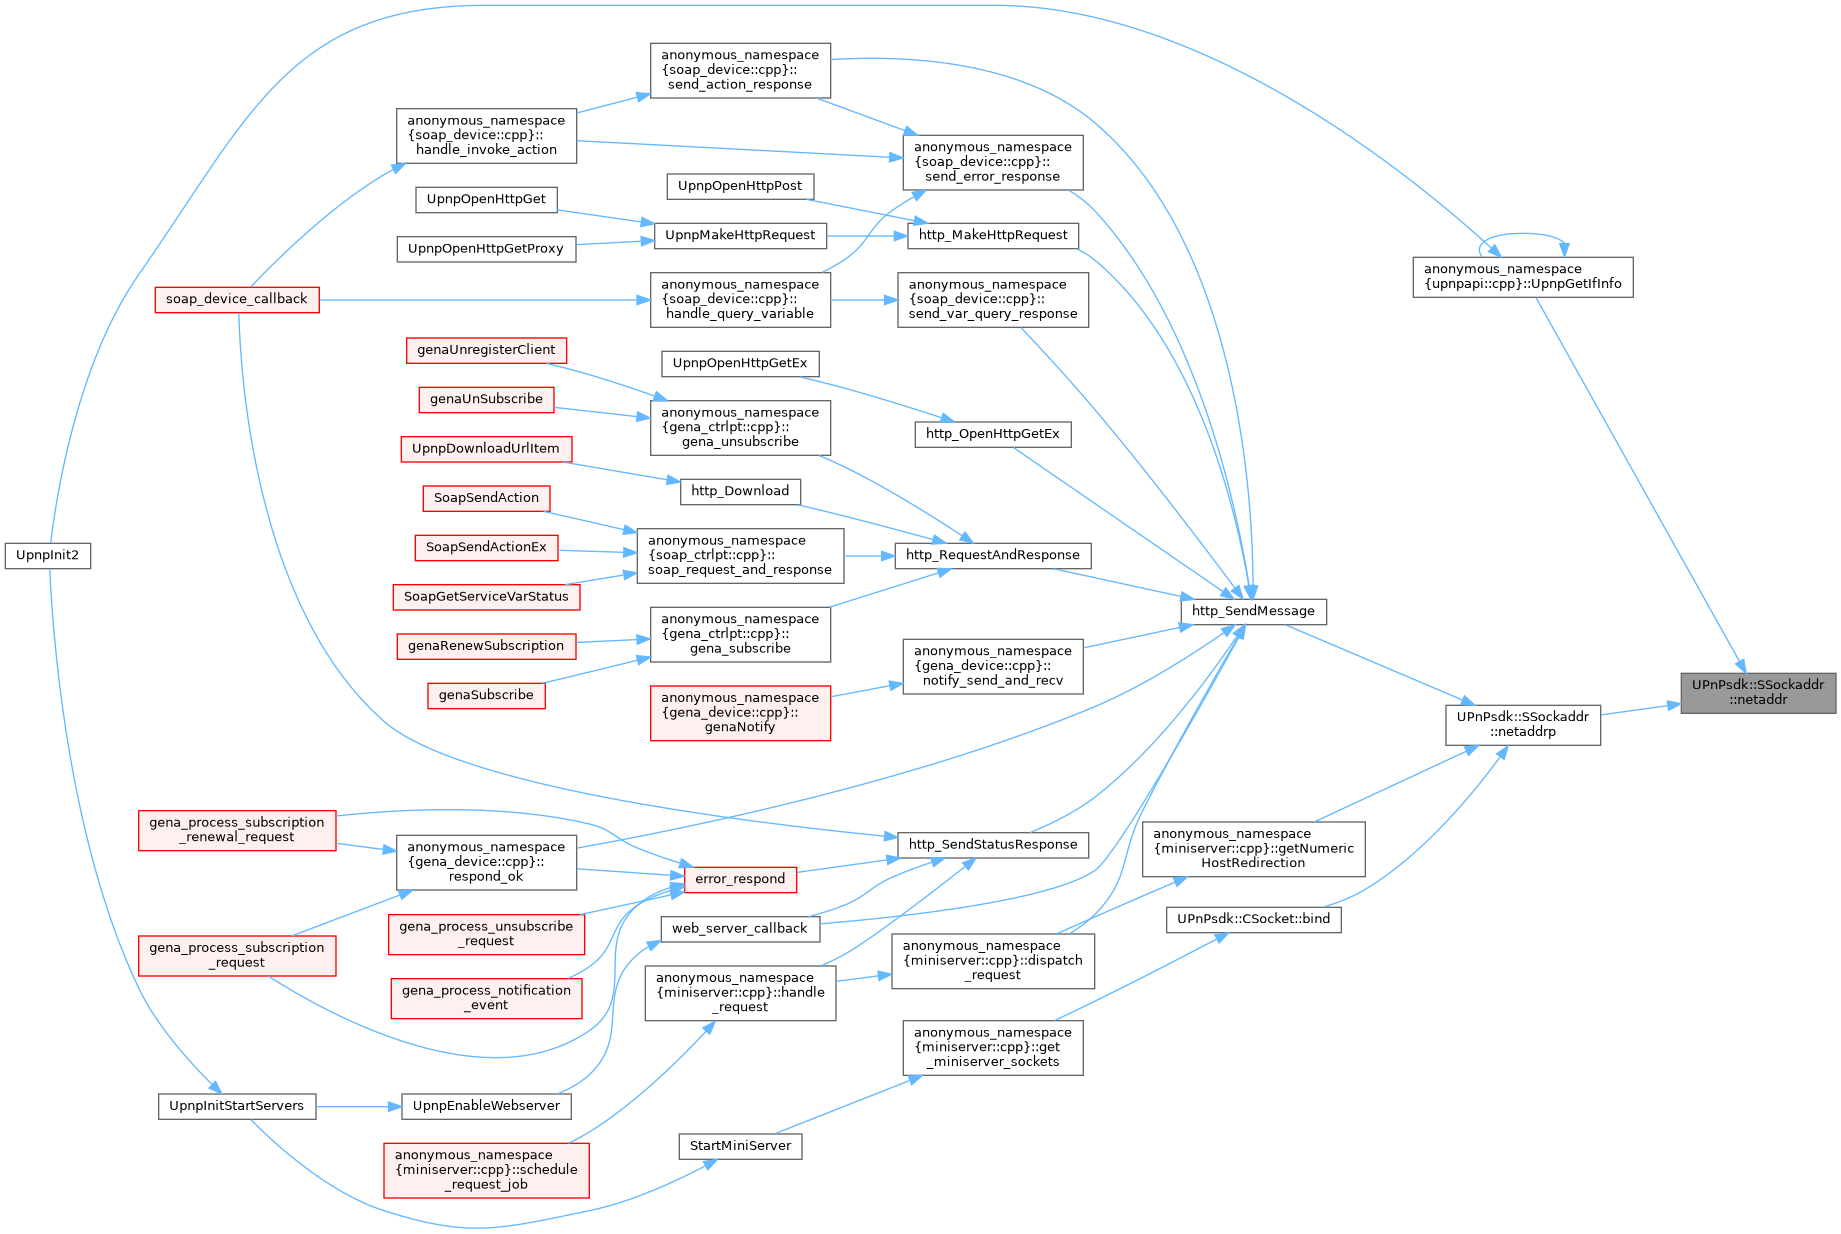 anonymous_namespace
{soap_device::cpp}::
send_action_response
anonymous_namespace
{soap_device::cpp}::
handle_invoke_action
anonymous_namespace
{soap_device::cpp}::
send_error_response
UpnpOpenHttpPost
UpnpOpenHttpGet
UpnpMakeHttpRequest
http_MakeHttpRequest
UpnpOpenHttpGetProxy
anonymous_namespace
{upnpapi::cpp}::UpnpGetIfInfo
soap_device_callback
anonymous_namespace
{soap_device::cpp}::
handle_query_variable
anonymous_namespace
{soap_device::cpp}::
send_var_query_response
genaUnregisterClient
UpnpOpenHttpGetEx
genaUnSubscribe
anonymous_namespace
{gena_ctrlpt::cpp}::
gena_unsubscribe
http_OpenHttpGetEx
UpnpDownloadUrlItem
http_Download
SoapSendAction
UpnpInit2
SoapSendActionEx
anonymous_namespace
{soap_ctrlpt::cpp}::
soap_request_and_response
http_RequestAndResponse
SoapGetServiceVarStatus
http_SendMessage
genaRenewSubscription
anonymous_namespace
{gena_ctrlpt::cpp}::
gena_subscribe
anonymous_namespace
{gena_device::cpp}::
notify_send_and_recv
genaSubscribe
anonymous_namespace
{gena_device::cpp}::
genaNotify
UPnPsdk::SSockaddr
::netaddrp
UPnPsdk::SSockaddr
::netaddr
gena_process_subscription
_renewal_request
anonymous_namespace
{gena_device::cpp}::
respond_ok
http_SendStatusResponse
anonymous_namespace
{miniserver::cpp}::getNumeric
HostRedirection
error_respond
gena_process_unsubscribe
_request
web_server_callback
UPnPsdk::CSocket::bind
gena_process_subscription
_request
gena_process_notification
_event
anonymous_namespace
{miniserver::cpp}::handle
_request
anonymous_namespace
{miniserver::cpp}::dispatch
_request
anonymous_namespace
{miniserver::cpp}::get
_miniserver_sockets
UpnpInitStartServers
UpnpEnableWebserver
StartMiniServer
anonymous_namespace
{miniserver::cpp}::schedule
_request_job